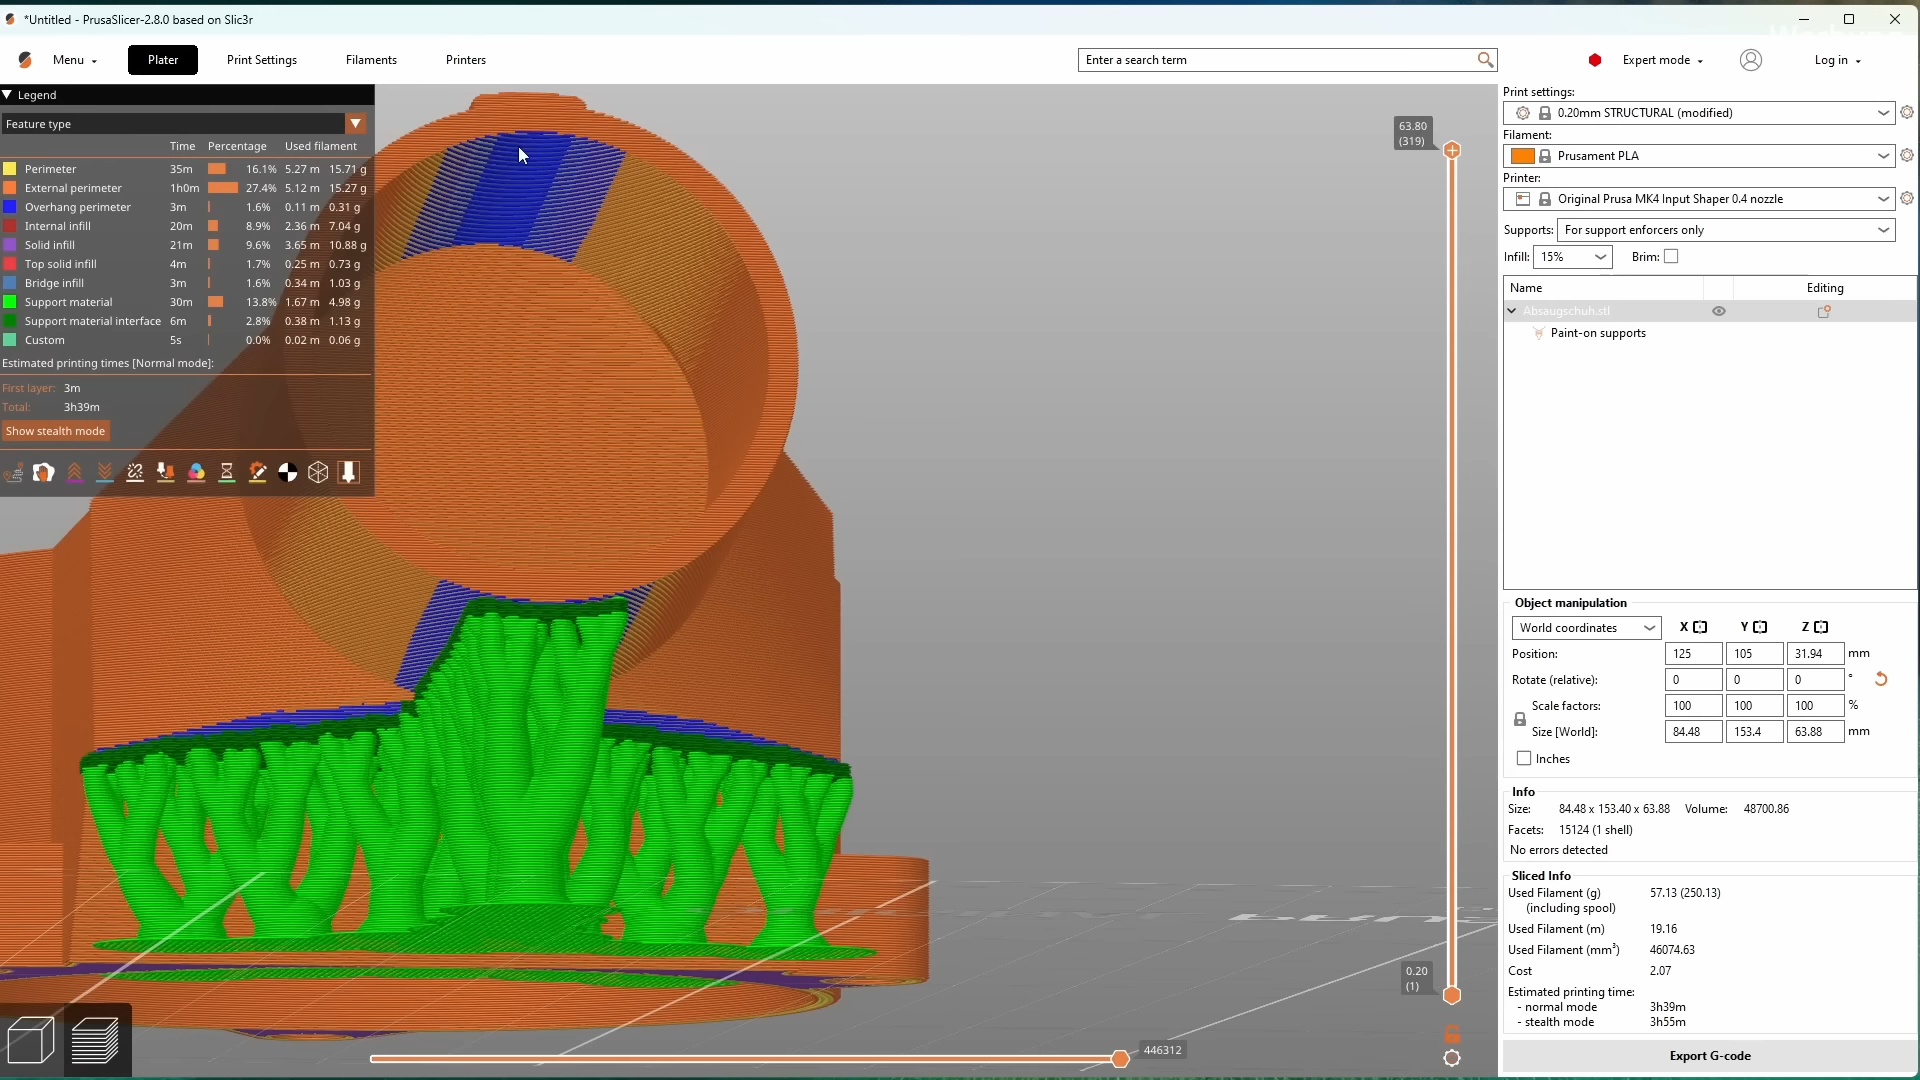 *Untitled - PrusaSlicer-2.8.0 based on Slic3r
Menu
Plater
Print Settings
Filaments
Printers
Enter a search term
Expert mode
Log in
Legend
Feature type
Time Percentage Used filament
Perimeter 35m 16.1% 5.27 m 15.71 g
External perimeter 1h0m 27.4% 5.12 m 15.27 g
Overhang perimeter 3m 1.6% 0.11 m 0.31 g
Internal infill 20m 8.9% 2.36 m 7.04 g
Solid infill 21m 9.6% 3.65 m 10.88 g
Top solid infill 4m 1.7% 0.25 m 0.73 g
Bridge infill 3m 1.6% 0.34 m 1.03 g
Support material 30m 13.8% 1.67 m 4.98 g
Support material interface 6m 2.8% 0.38 m 1.13 g
Custom 5s 0.0% 0.02 m 0.06 g
Estimated printing times [Normal mode]:
First layer: 3m
Total: 3h39m
Show stealth mode
63.80
(319)
0.20
(1)
446312
Print settings:
0.20mm STRUCTURAL (modified)
Filament:
Prusament PLA
Printer:
Original Prusa MK4 Input Shaper 0.4 nozzle
Supports: For support enforcers only
Infill: 15% Brim:
Name Editing
Absaugschuh.stl
Paint-on supports
Object manipulation
World coordinates X Y Z
Position: 125 105 31.94 mm
Rotate (relative): 0 0 0 °
Scale factors: 100 100 100 %
Size [World]: 84.48 153.4 63.88 mm
Inches
Info
Size: 84.48 x 153.40 x 63.88 Volume: 48700.86
Facets: 15124 (1 shell)
No errors detected
Sliced Info
Used Filament (g) 57.13 (250.13)
(including spool)
Used Filament (m) 19.16
Used Filament (mm³) 46074.63
Cost 2.07
Estimated printing time:
- normal mode 3h39m
- stealth mode 3h55m
Export G-code